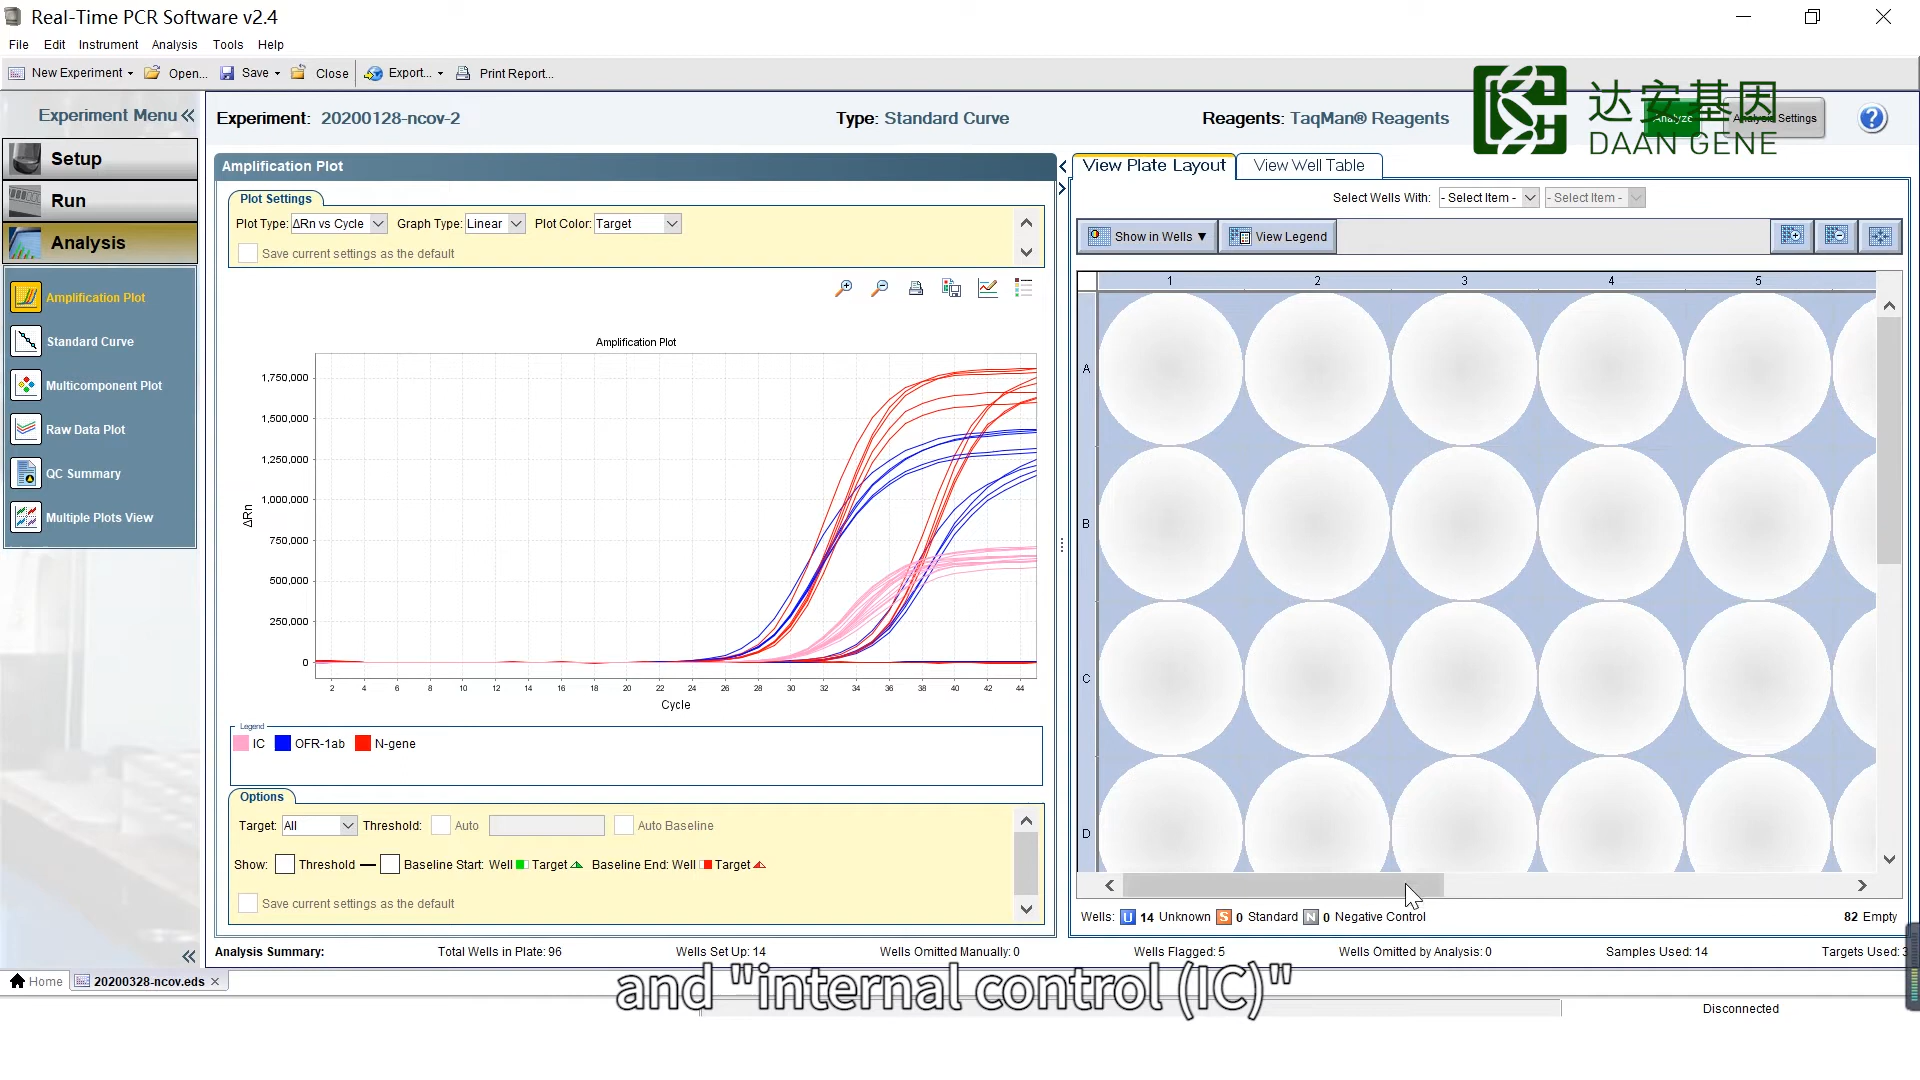 Real-Time PCR Software v2.4
File Edit Instrument Analysis Tools Help
New Experiment Open... Save Close Export... Print Report...
达安基因
DAAN GENE
Experiment Menu
Experiment: 20200128-ncov-2 Type: Standard Curve Reagents: TaqMan® Reagents Analyze Analysis Settings
Setup
Run
Analysis
Amplification Plot
Standard Curve
Multicomponent Plot
Raw Data Plot
QC Summary
Multiple Plots View
Amplification Plot
Plot Settings
Plot Type: ΔRn vs Cycle Graph Type: Linear Plot Color: Target
Save current settings as the default
Amplification Plot
1,750,000
1,500,000
1,250,000
1,000,000
750,000
500,000
250,000
0
ΔRn
2 4 6 8 10 12 14 16 18 20 22 24 26 28 30 32 34 36 38 40 42 44
Cycle
Legend
IC OFR-1ab N-gene
Options
Target: All Threshold: Auto Auto Baseline
Show: Threshold Baseline Start: Well Target Baseline End: Well Target
Save current settings as the default
View Plate Layout View Well Table
Select Wells With: - Select Item - - Select Item -
Show in Wells ▼ View Legend
1 2 3 4 5
A
B
C
D
Wells: U 14 Unknown S 0 Standard N 0 Negative Control 82 Empty
Analysis Summary: Total Wells in Plate: 96 Wells Set Up: 14 Wells Omitted Manually: 0 Wells Flagged: 5 Wells Omitted by Analysis: 0 Samples Used: 14 Targets Used: 3
Home 20200328-ncov.eds
and "internal control (IC)"
Disconnected